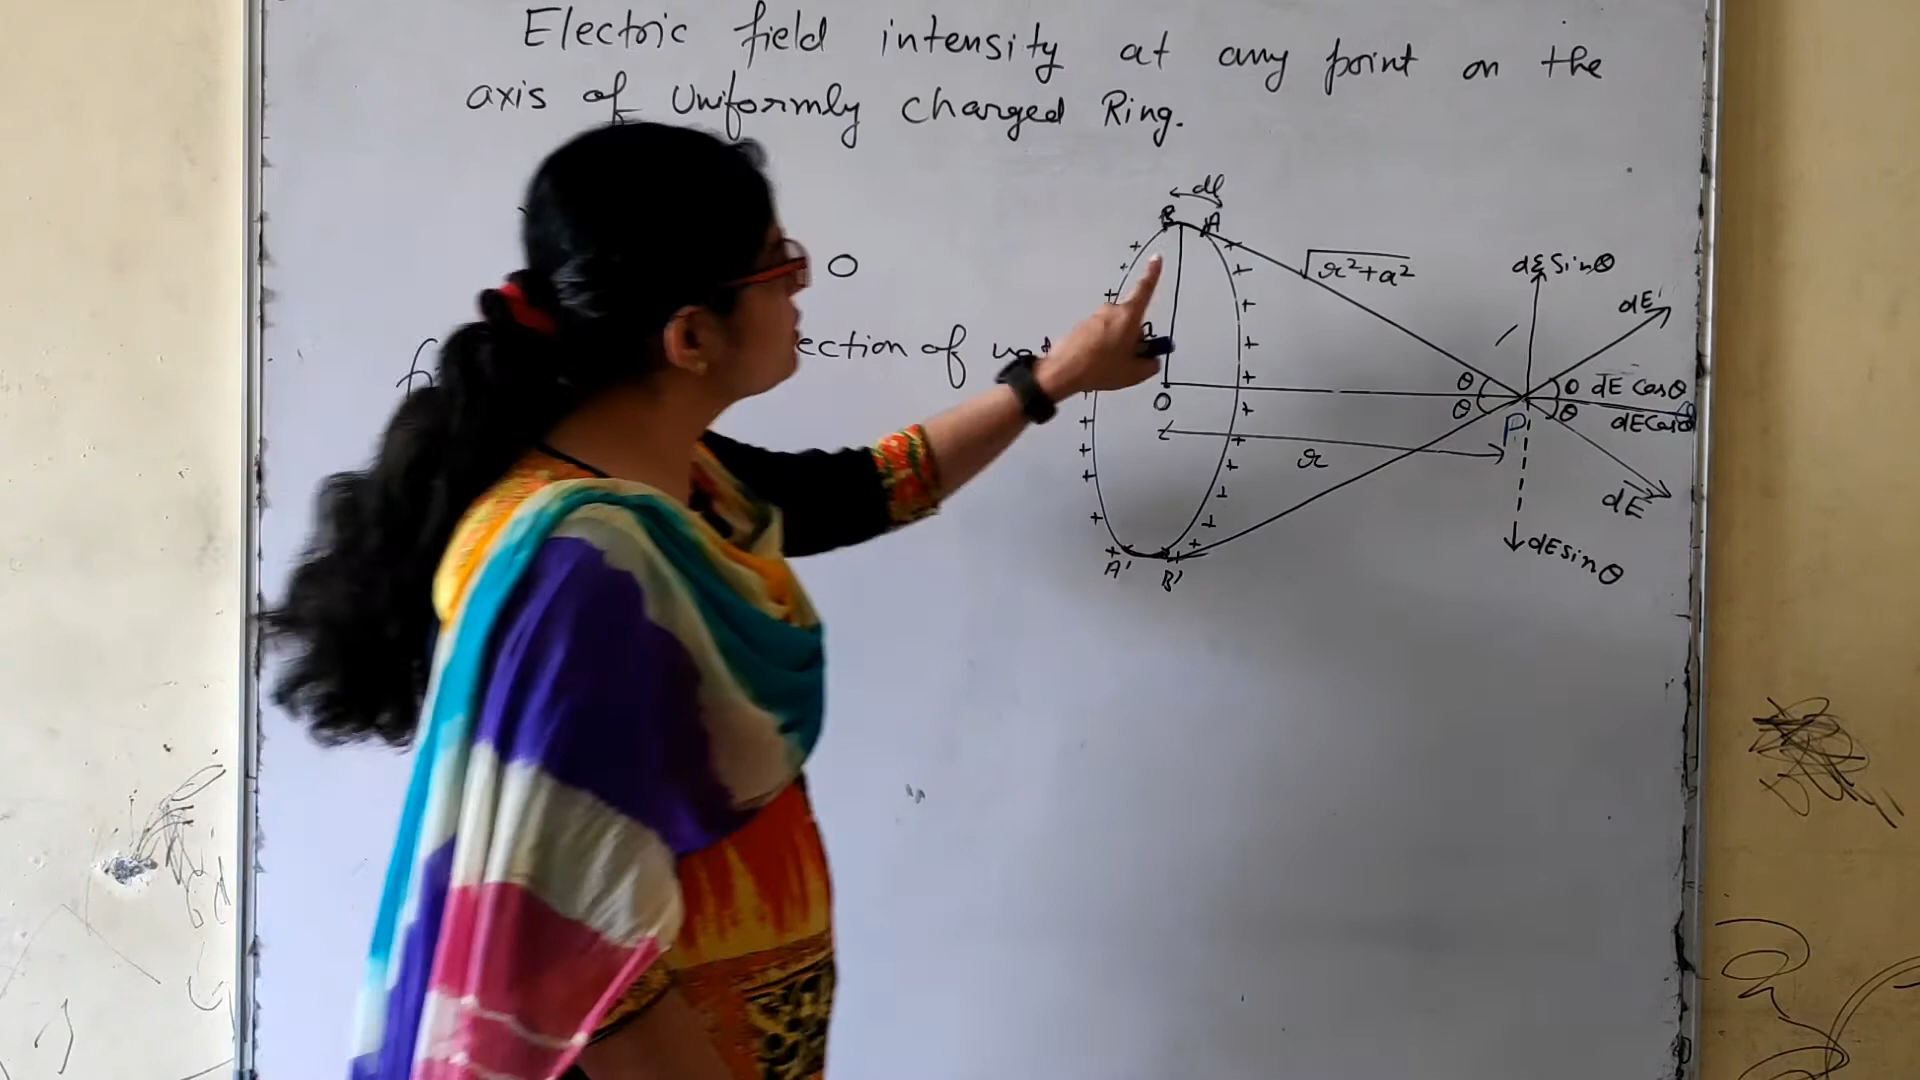 Electric field intensity at any point on the
axis of Uniformly charged Ring.
dl
B A
O
√r²+a²
dE Sinθ
dE
ection of
a
θ θ dE Cosθ
O
θ θ dE Cosθ
P
r
dE
dE sinθ
A' B'